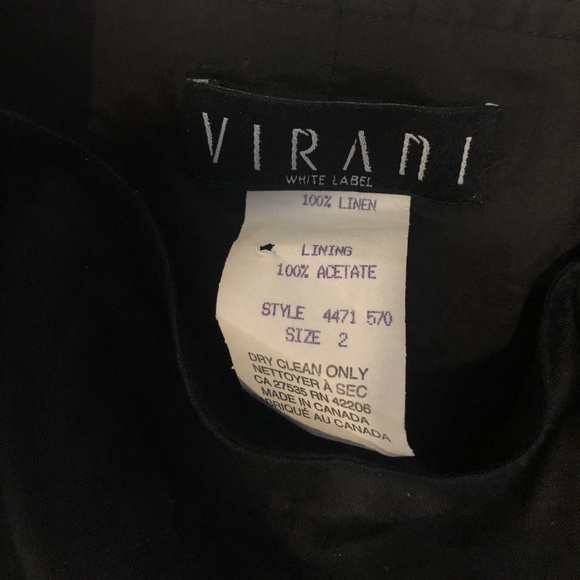 VIRANI
WHITE LABEL
100% LINEN
LINING
100% ACETATE
STYLE 4471 570
SIZE 2
DRY CLEAN ONLY
NETTOYER À SEC
CA 27535 RN 42206
MADE IN CANADA
FABRIQUÉ AU CANADA